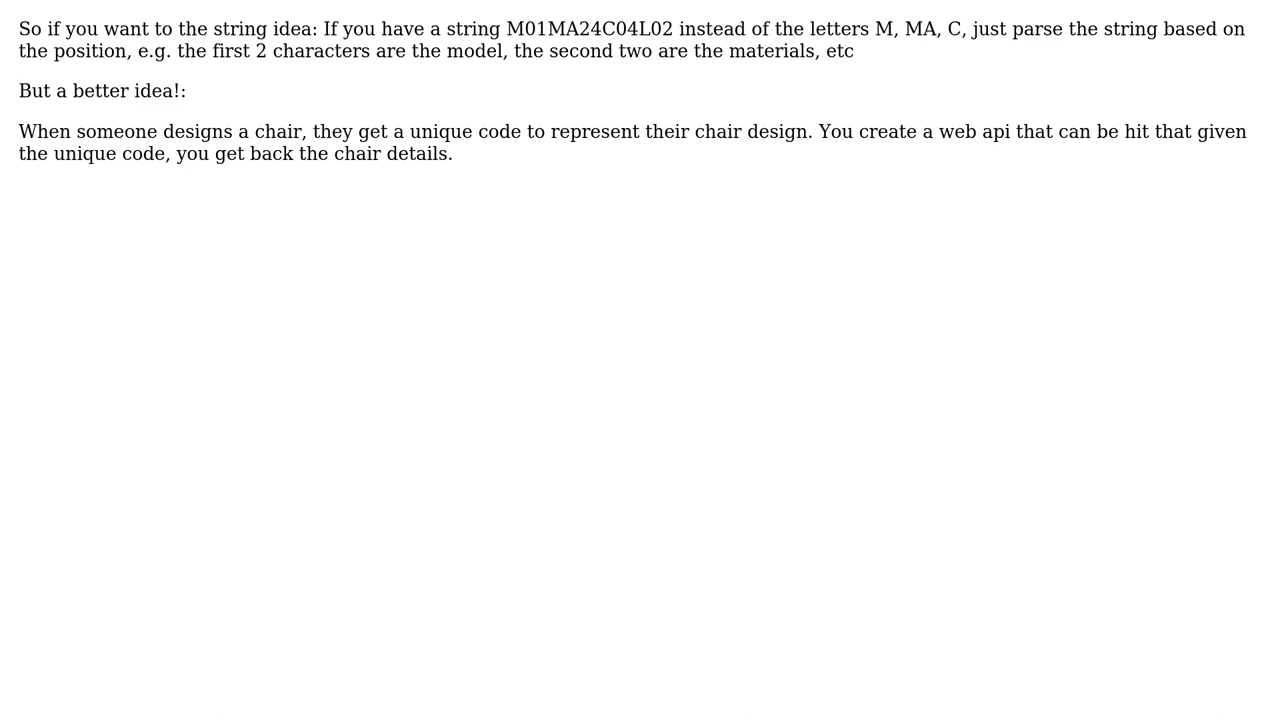 So if you want to the string idea: If you have a string M01MA24C04L02 instead of the letters M, MA, C, just parse the string based on
the position, e.g. the first 2 characters are the model, the second two are the materials, etc
But a better idea!:
When someone designs a chair, they get a unique code to represent their chair design. You create a web api that can be hit that given
the unique code, you get back the chair details.